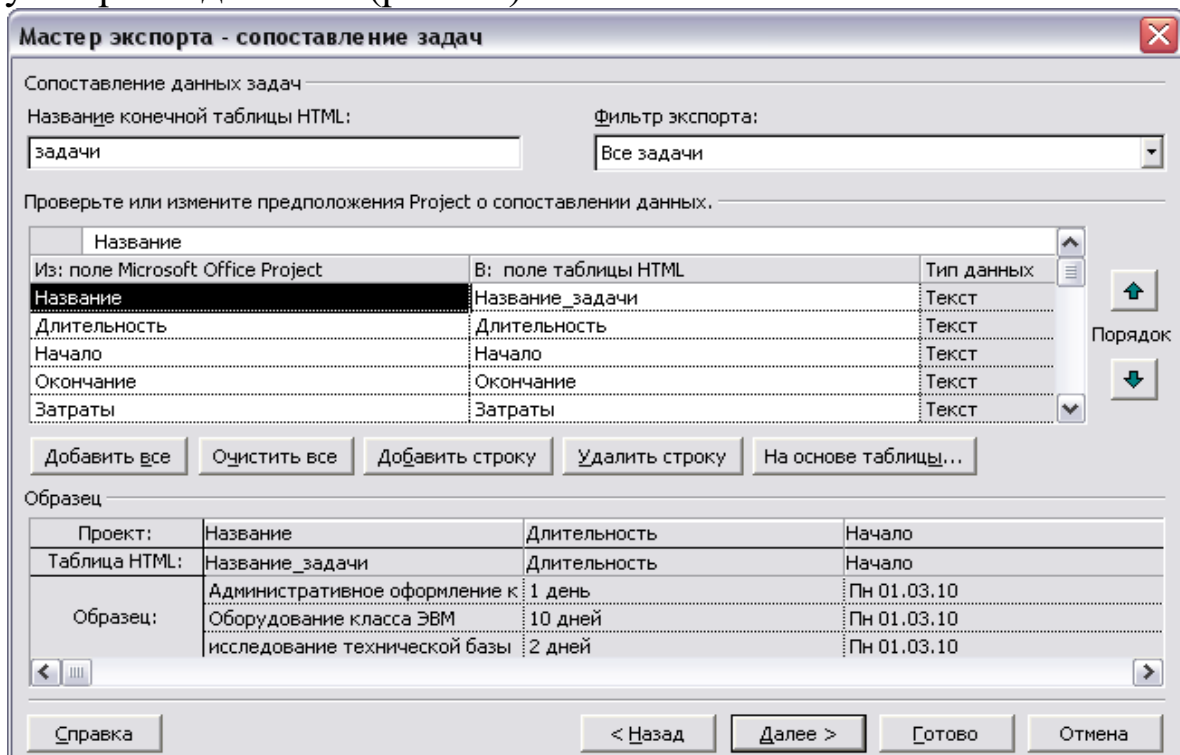 Мастер экспорта - сопоставление задач
Сопоставление данных задач
Название конечной таблицы HTML: Фильтр экспорта:
задачи Все задачи
Проверьте или измените предположения Project о сопоставлении данных.
Название
Из: поле Microsoft Office Project В: поле таблицы HTML Тип данных
Название Название_задачи Текст
Длительность Длительность Текст
Порядок
Начало Начало Текст
Окончание Окончание Текст
Затраты Затраты Текст
Добавить все Очистить все Добавить строку Удалить строку На основе таблицы...
Образец
Проект: Название Длительность Начало
Таблица HTML: Название_задачи Длительность Начало
Административное оформление к 1 день Пн 01.03.10
Образец: Оборудование класса ЭВМ 10 дней Пн 01.03.10
исследование технической базы 2 дней Пн 01.03.10
Справка < Назад Далее > Готово Отмена